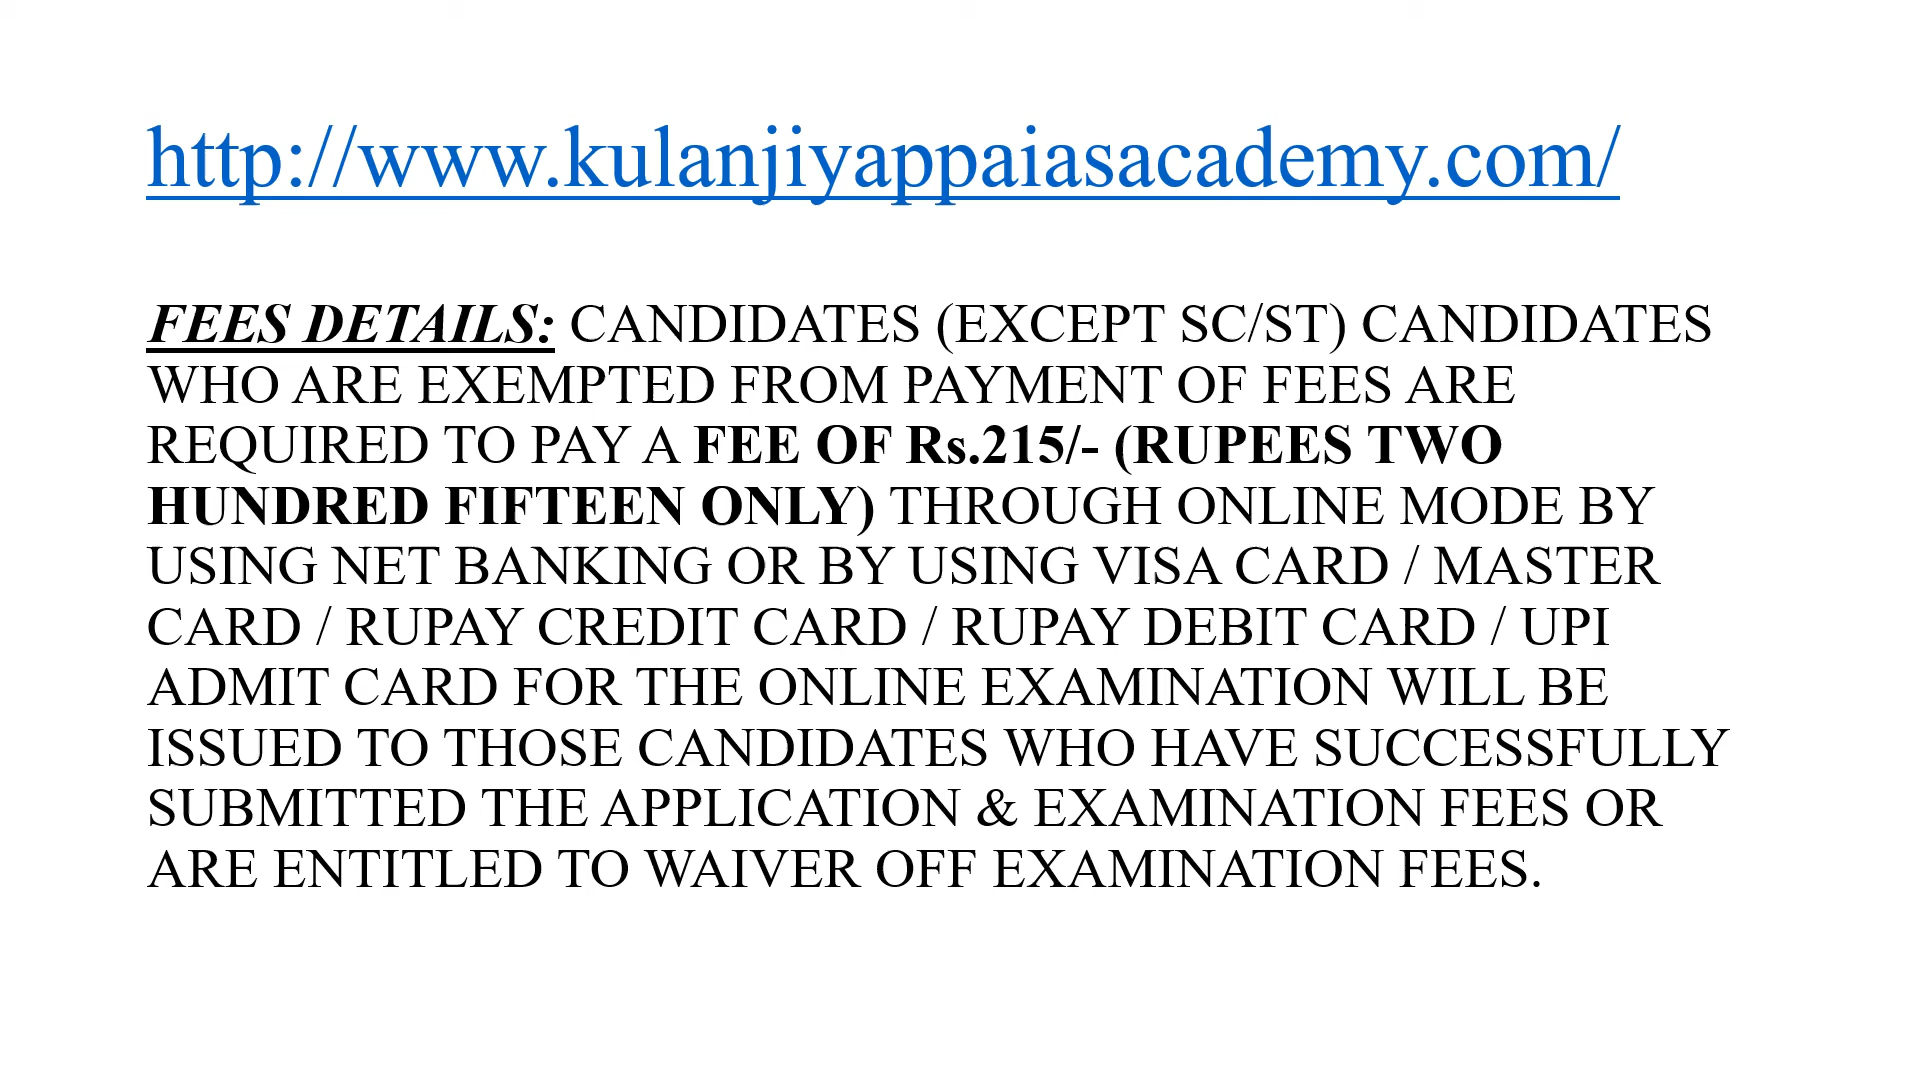 http://www.kulanjiyappaiasacademy.com/
FEES DETAILS: CANDIDATES (EXCEPT SC/ST) CANDIDATES
WHO ARE EXEMPTED FROM PAYMENT OF FEES ARE
REQUIRED TO PAY A FEE OF Rs.215/- (RUPEES TWO
HUNDRED FIFTEEN ONLY) THROUGH ONLINE MODE BY
USING NET BANKING OR BY USING VISA CARD / MASTER
CARD / RUPAY CREDIT CARD / RUPAY DEBIT CARD / UPI
ADMIT CARD FOR THE ONLINE EXAMINATION WILL BE
ISSUED TO THOSE CANDIDATES WHO HAVE SUCCESSFULLY
SUBMITTED THE APPLICATION & EXAMINATION FEES OR
ARE ENTITLED TO WAIVER OFF EXAMINATION FEES.